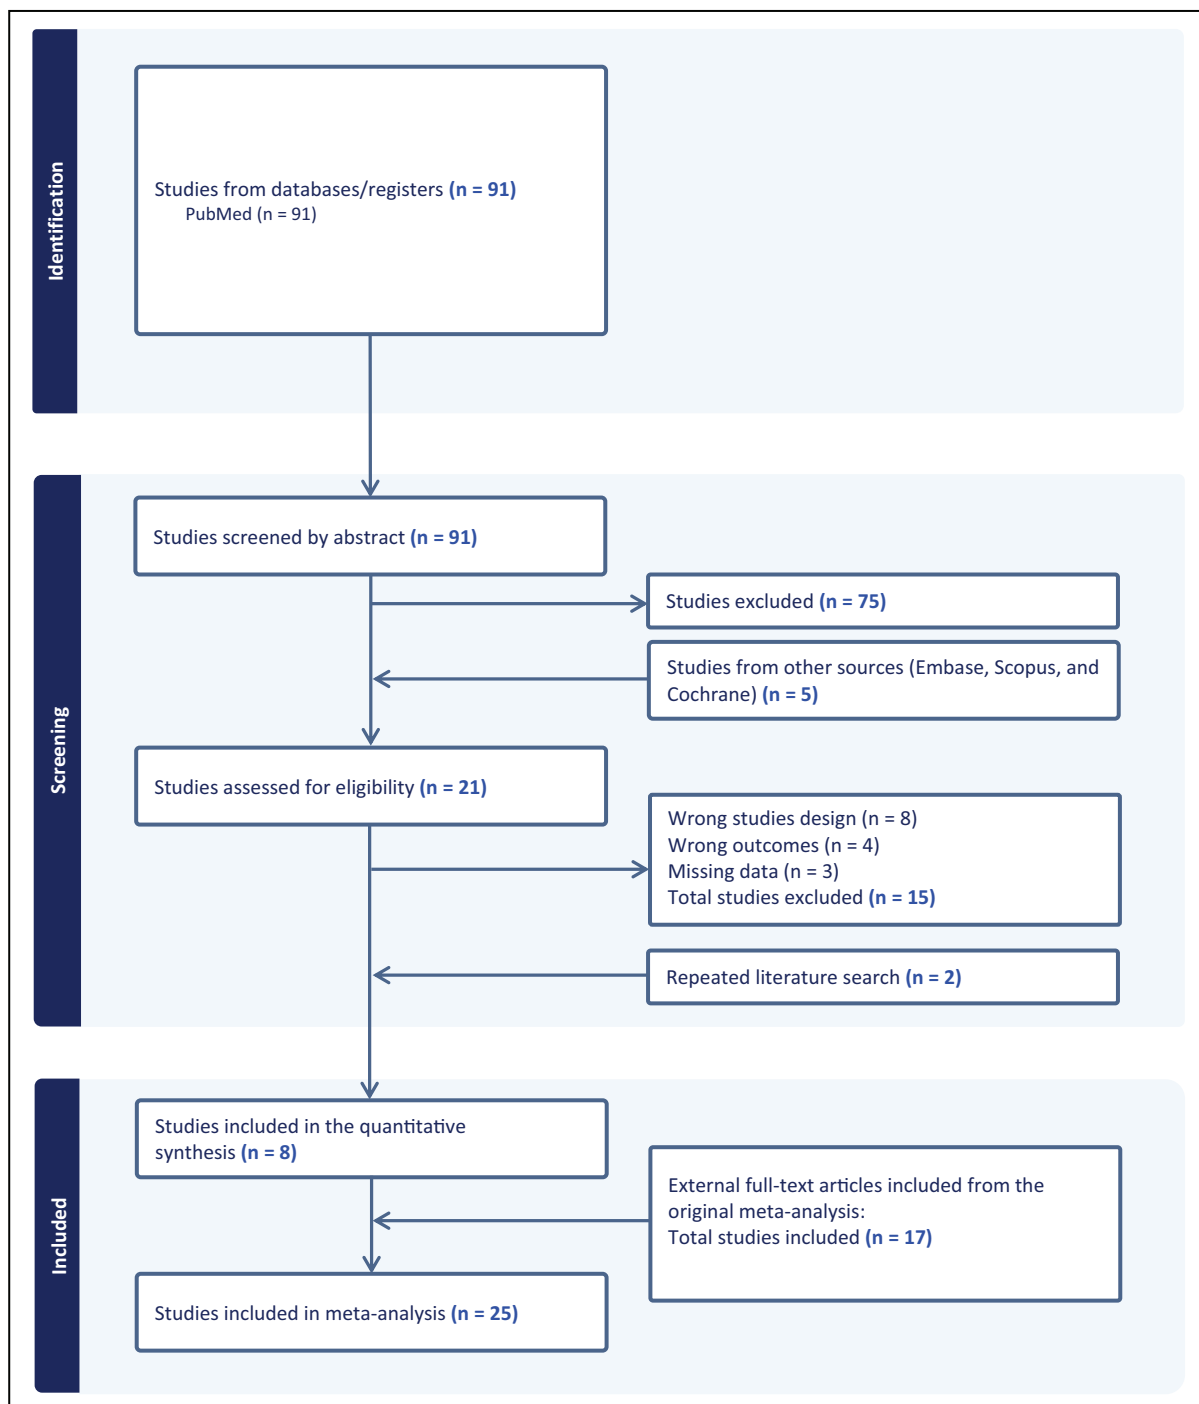 Identification
Studies from databases/registers (n = 91)
PubMed (n = 91)
Screening
Studies screened by abstract (n = 91)
Studies excluded (n = 75)
Studies from other sources (Embase, Scopus, and
Cochrane) (n = 5)
Studies assessed for eligibility (n = 21)
Wrong studies design (n = 8)
Wrong outcomes (n = 4)
Missing data (n = 3)
Total studies excluded (n = 15)
Repeated literature search (n = 2)
Included
Studies included in the quantitative
synthesis (n = 8)
External full-text articles included from the
original meta-analysis:
Total studies included (n = 17)
Studies included in meta-analysis (n = 25)